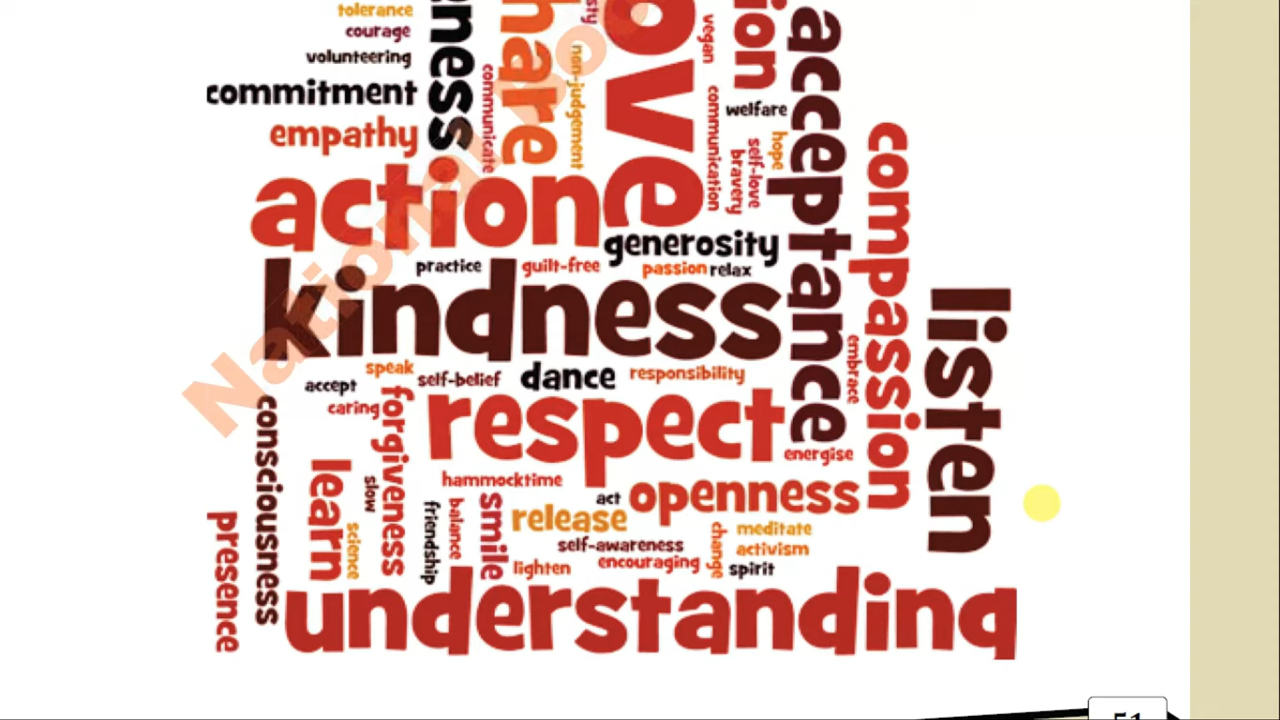 tolerance
courage
volunteering
commitment
empathy
communicate
non-judgement
vegan
communication
welfare
hope
self-love
bravery
acceptance
compassion
action
generosity
practice
guilt-free
passion
relax
kindness
listen
embrace
speak
accept
self-belief
dance
responsibility
caring
forgiveness
respect
energise
consciousness
learn
slow
science
hammocktime
act
openness
friendship
balance
smile
release
change
meditate
self-awareness
activism
lighten
encouraging
spirit
presence
understanding
National